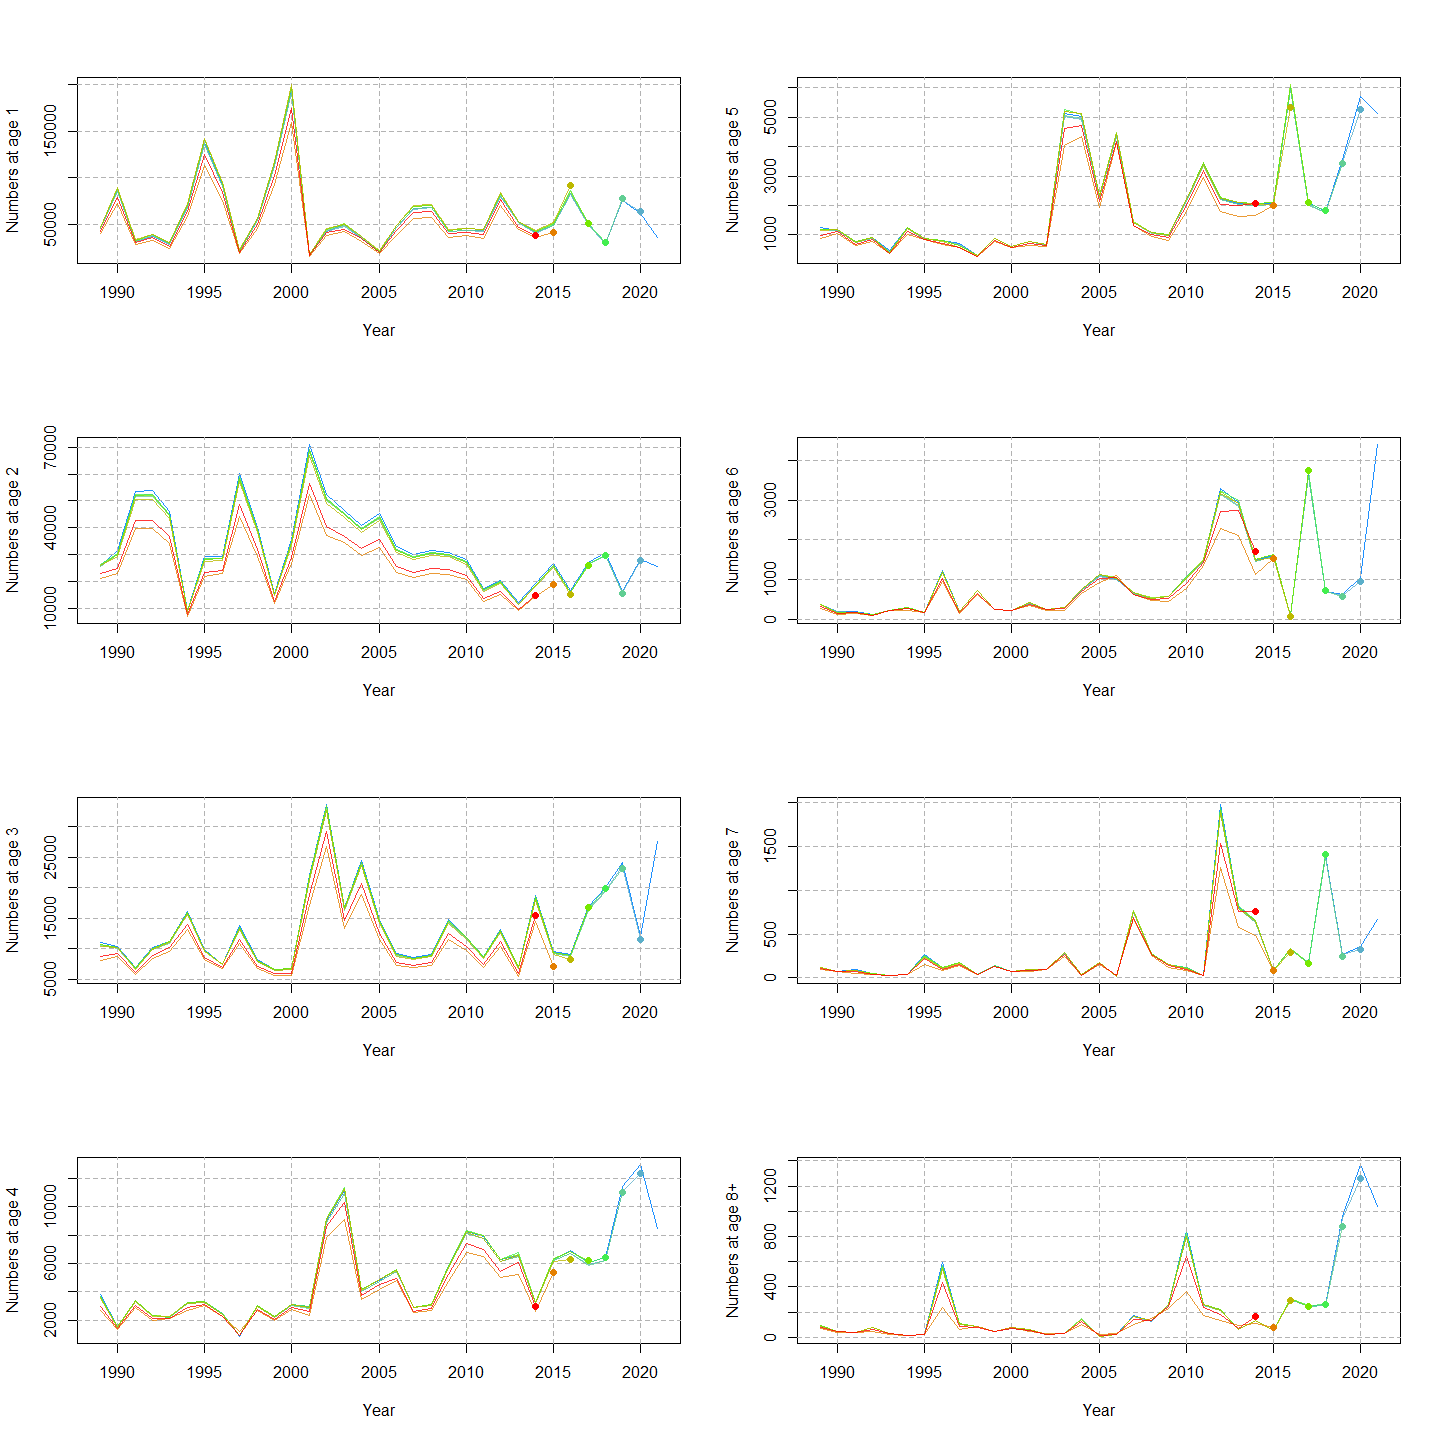 Numbers at age 1
50000 150000
1990 1995 2000 2005 2010 2015 2020
Year
Numbers at age 5
1000 3000 5000
1990 1995 2000 2005 2010 2015 2020
Year
Numbers at age 2
10000 40000 70000
1990 1995 2000 2005 2010 2015 2020
Year
Numbers at age 6
0 1000 3000
1990 1995 2000 2005 2010 2015 2020
Year
Numbers at age 3
5000 15000 25000
1990 1995 2000 2005 2010 2015 2020
Year
Numbers at age 7
0 500 1500
1990 1995 2000 2005 2010 2015 2020
Year
Numbers at age 4
2000 6000 10000
1990 1995 2000 2005 2010 2015 2020
Year
Numbers at age 8+
0 400 800 1200
1990 1995 2000 2005 2010 2015 2020
Year